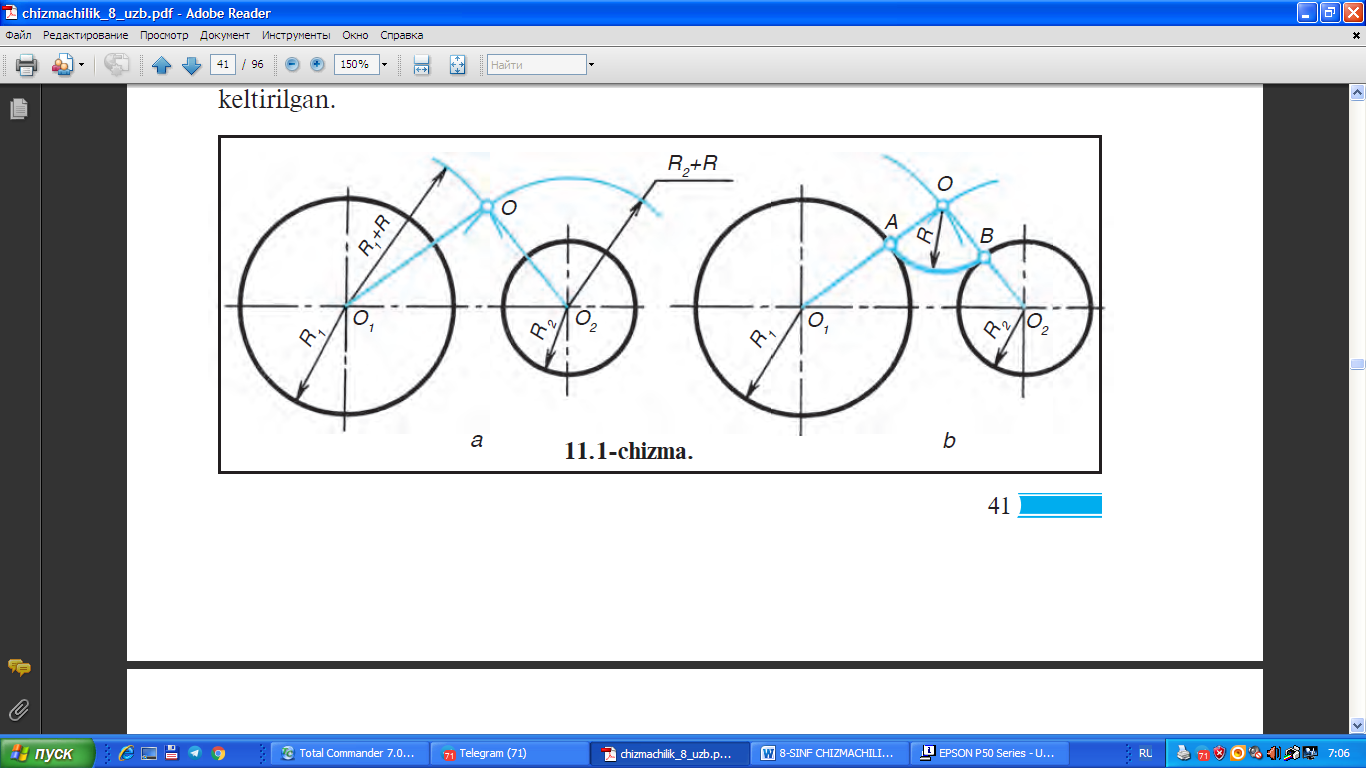 chizmachilik_8_uzb.pdf - Adobe Reader
Файл Редактирование Просмотр Документ Инструменты Окно Справка
41 / 96 150% Найти
keltirilgan.
R2+R
R1+R
O
O1
R1
R2
O2
a
O
A
R
B
O1
R1
R2
O2
b
11.1-chizma.
41
пуск
Total Commander 7.0...
71 Telegram (71)
chizmachilik_8_uzb.p...
8-SINF CHIZMACHILI...
EPSON P50 Series - U...
RU
71
7:06